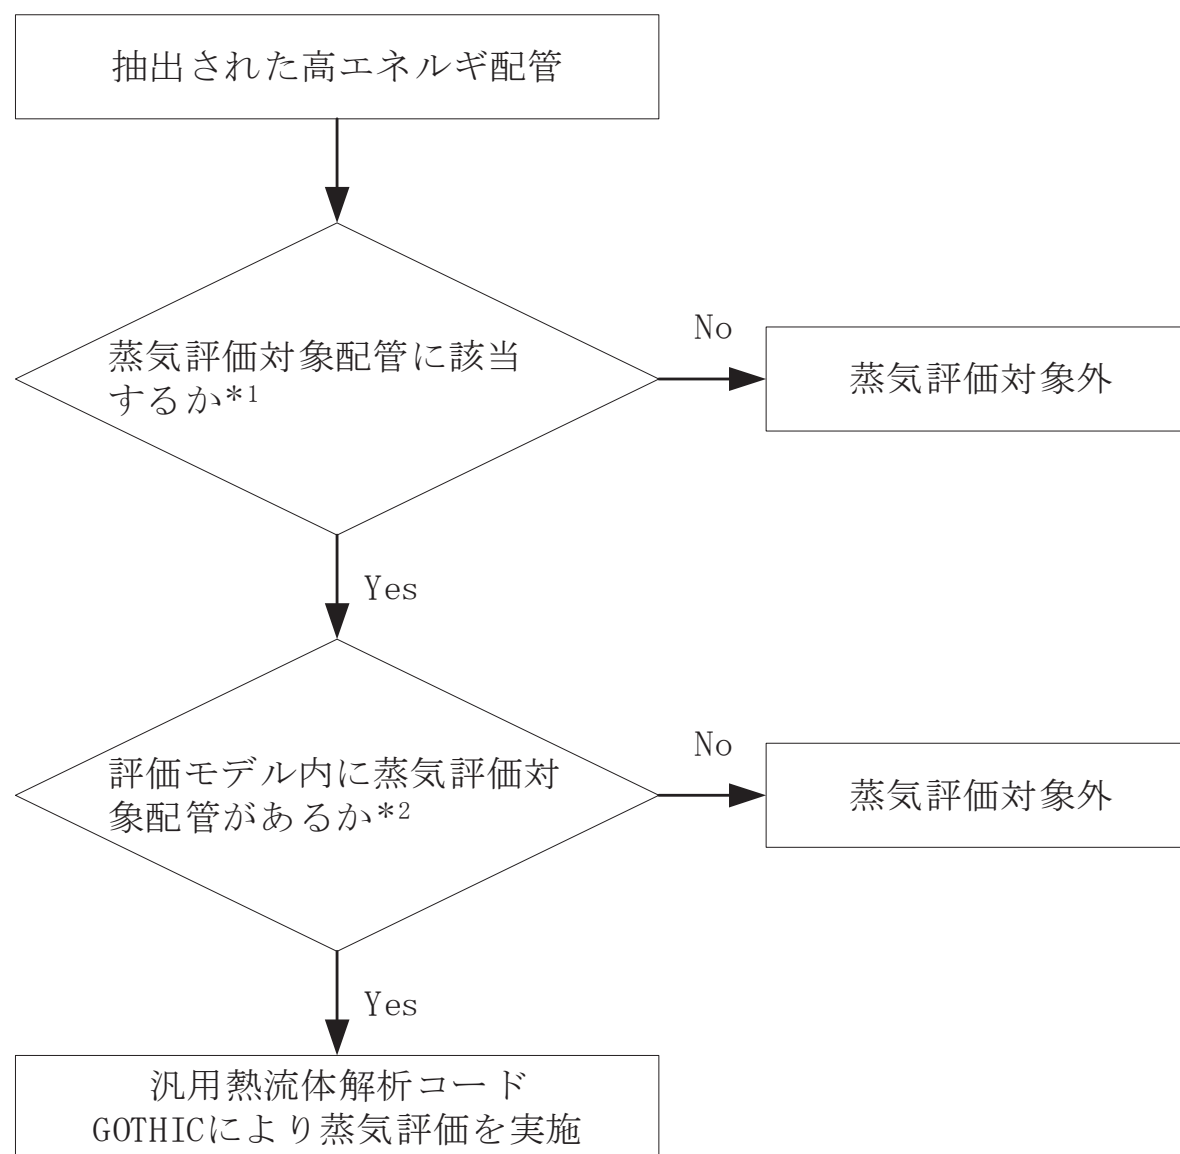 抽出された高エネルギ配管
蒸気評価対象配管に該当
するか*1
No
蒸気評価対象外
Yes
評価モデル内に蒸気評価対
象配管があるか*2
No
蒸気評価対象外
Yes
汎用熱流体解析コード
GOTHICにより蒸気評価を実施